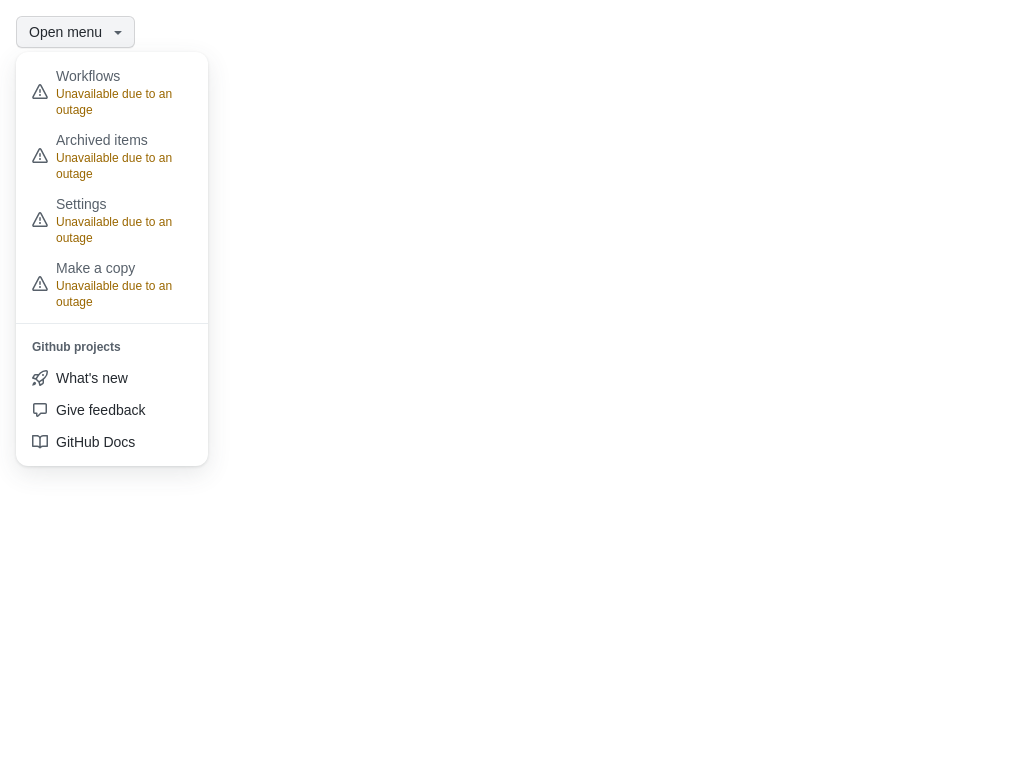 Open menu
Workflows
Unavailable due to an
outage
Archived items
Unavailable due to an
outage
Settings
Unavailable due to an
outage
Make a copy
Unavailable due to an
outage
Github projects
What's new
Give feedback
GitHub Docs